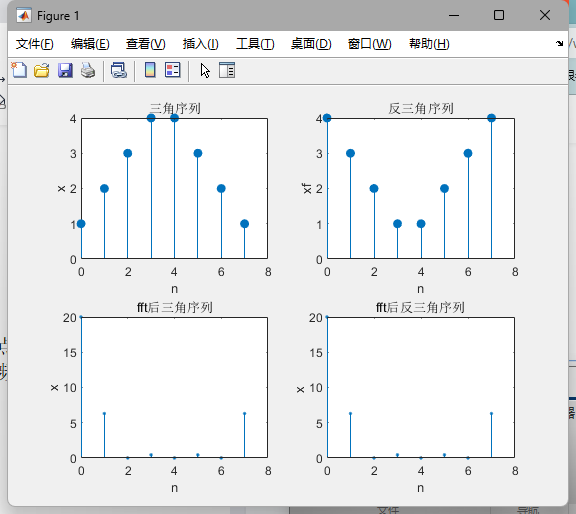 Figure 1
文件(F) 编辑(E) 查看(V) 插入(I) 工具(T) 桌面(D) 窗口(W) 帮助(H)
三角序列 反三角序列
4 4
3 3
x 2 xf 2
1 1
0 0
0 2 4 6 8 0 2 4 6 8
n n
fft后三角序列 fft后反三角序列
20 20
15 15
x 10 x 10
5 5
0 0
0 2 4 6 8 0 2 4 6 8
n n
文件 导航